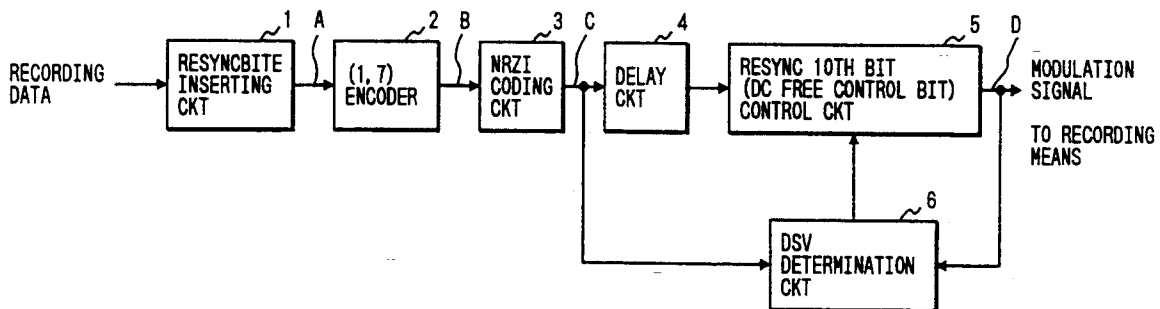 1
A
2
B
3
C
4
5
D
RECORDING
DATA
RESYNCBITE
INSERTING
CKT
(1, 7)
ENCODER
NRZI
CODING
CKT
DELAY
CKT
RESYNC 10TH BIT
(DC FREE CONTROL BIT)
CONTROL CKT
MODULATION
SIGNAL
TO RECORDING
MEANS
6
DSV
DETERMINATION
CKT